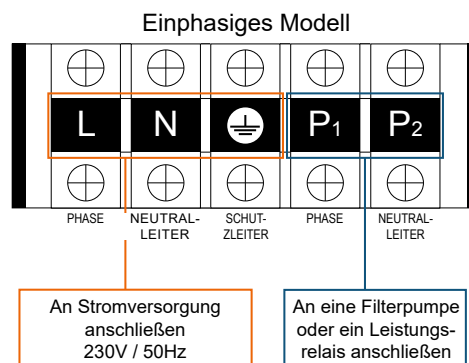 Einphasiges Modell
L N P1 P2
PHASE NEUTRAL- SCHUT- PHASE NEUTRAL-
LEITER ZLEITER LEITER
An Stromversorgung
anschließen
230V / 50Hz
An eine Filterpumpe
oder ein Leistungs-
relais anschließen